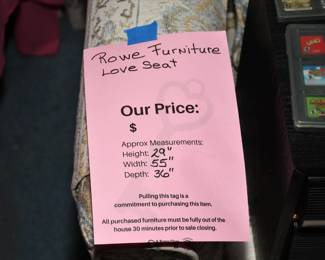 Rowe Furniture
Love Seat
Our Price:
$
Approx Measurements:
Height: 29"
Width: 55"
Depth: 36"
Pulling this tag is a
commitment to purchasing this item.
All purchased furniture must be fully out of the
house 30 minutes prior to sale closing.